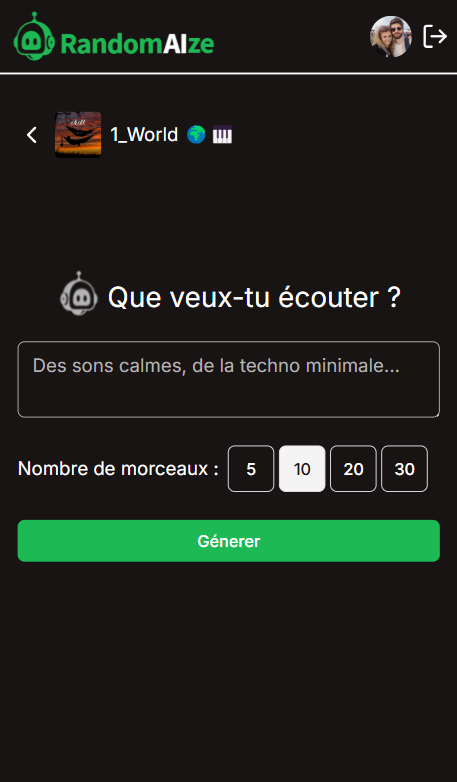 RandomAIze
chill
1_World 🌍 🎹
Que veux-tu écouter ?
Des sons calmes, de la techno minimale...
Nombre de morceaux : 5 10 20 30
Génerer